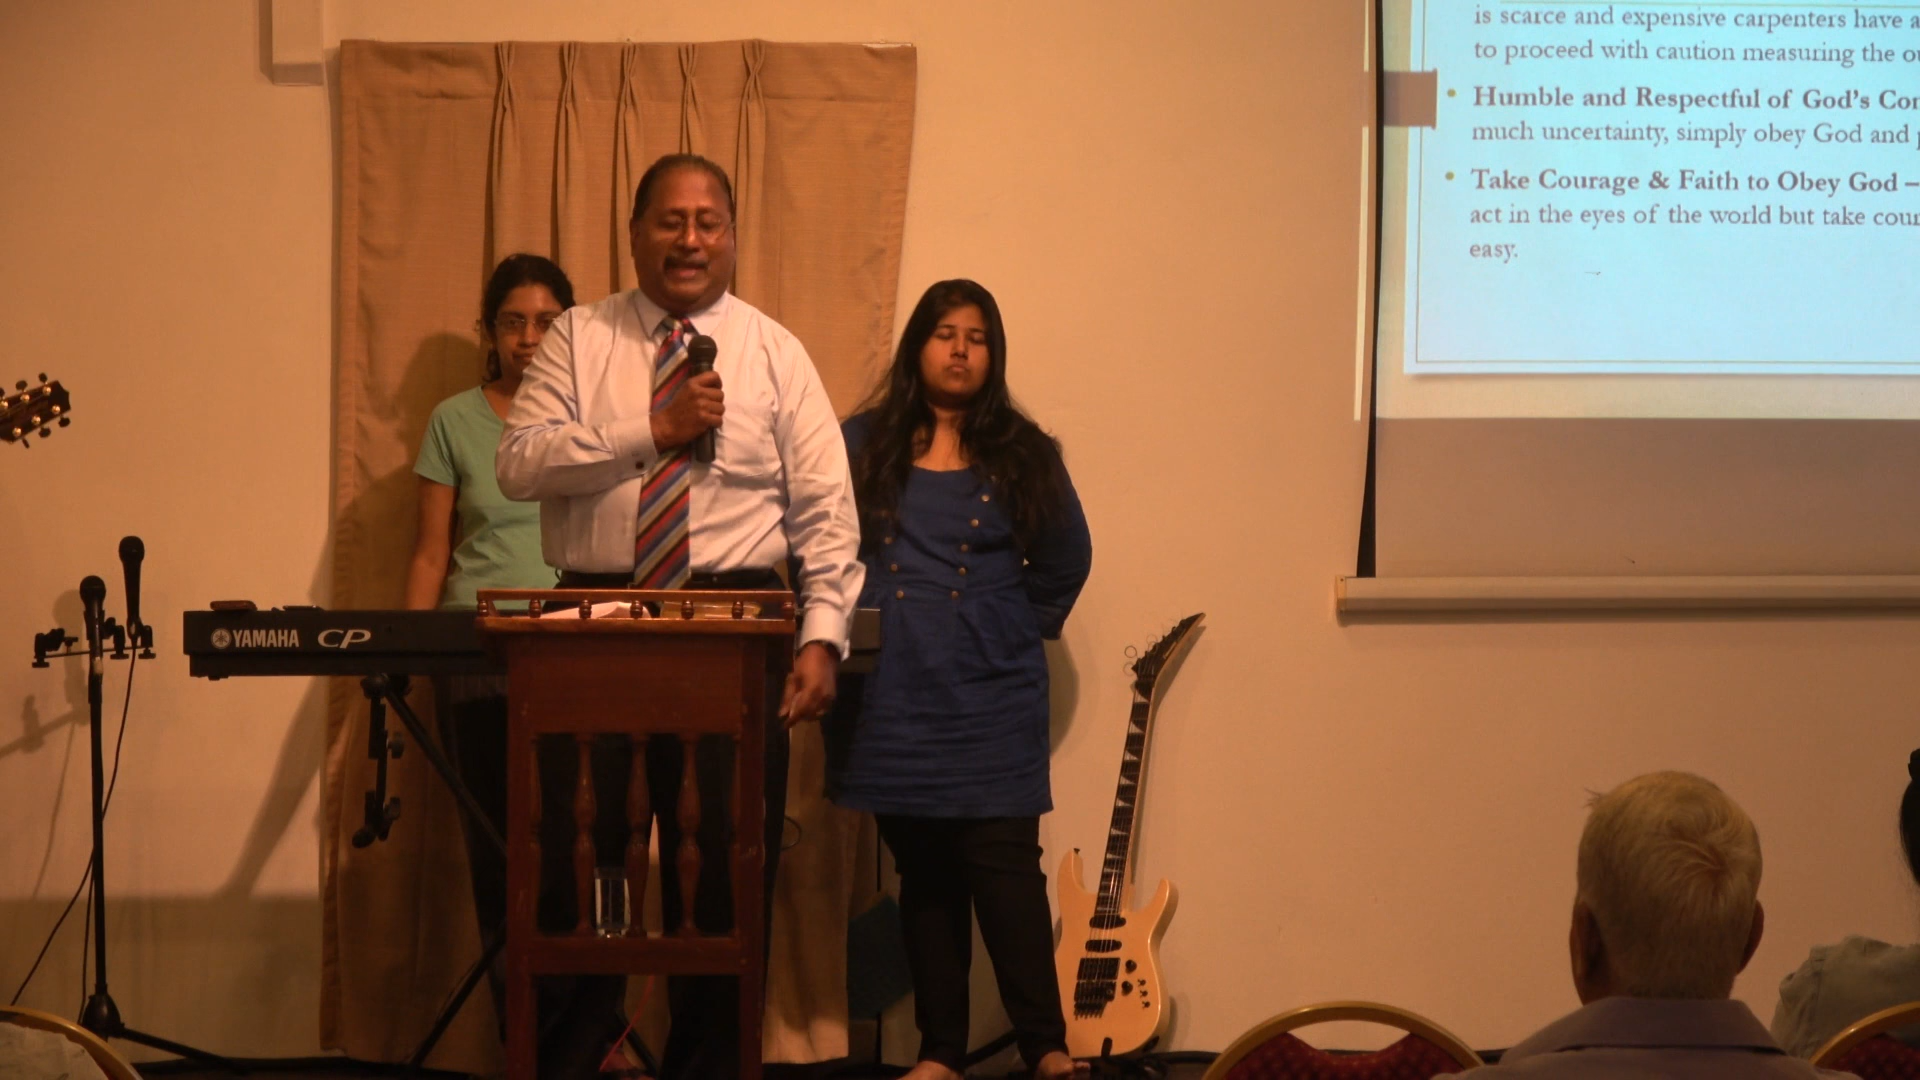 is scarce and expensive carpenters have a
to proceed with caution measuring the
Humble and Respectful of God's
much uncertainty, simply obey God and
Take Courage & Faith to Obey God –
act in the eyes of the world but take
easy.
YAMAHA CP